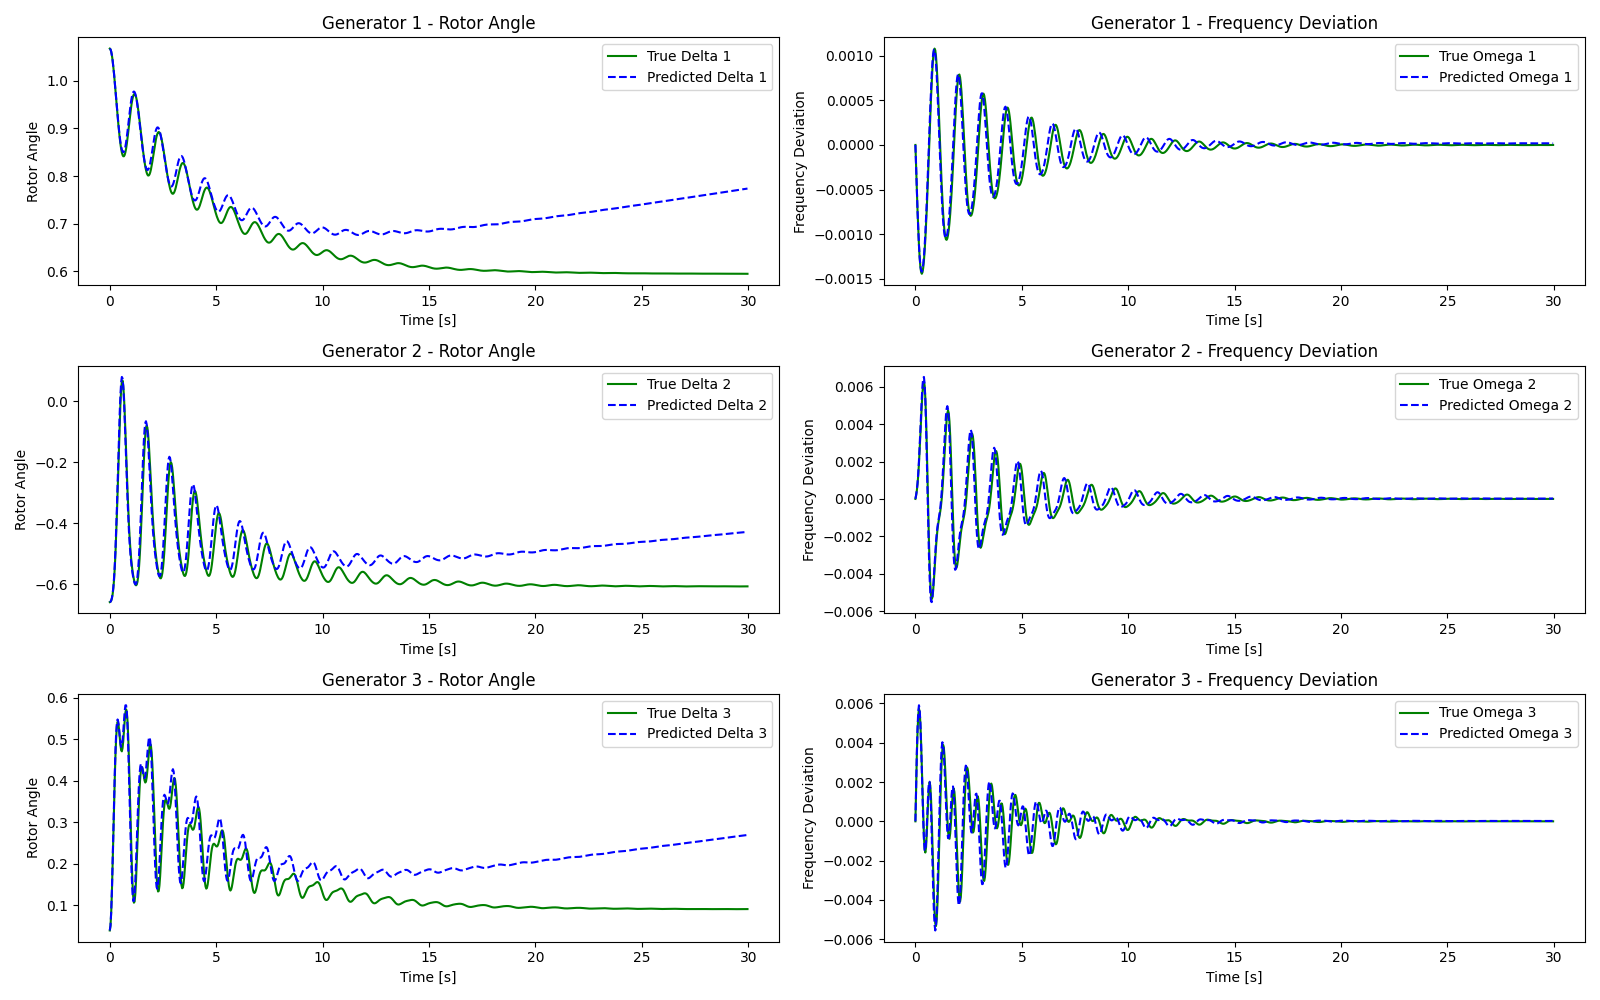 Generator 1 - Rotor Angle
Rotor Angle
1.0
0.9
0.8
0.7
0.6
True Delta 1
Predicted Delta 1
0 5 10 15 20 25 30
Time [s]
Generator 1 - Frequency Deviation
Frequency Deviation
0.0010
0.0005
0.0000
−0.0005
−0.0010
−0.0015
True Omega 1
Predicted Omega 1
0 5 10 15 20 25 30
Time [s]
Generator 2 - Rotor Angle
Rotor Angle
0.0
−0.2
−0.4
−0.6
True Delta 2
Predicted Delta 2
0 5 10 15 20 25 30
Time [s]
Generator 2 - Frequency Deviation
Frequency Deviation
0.006
0.004
0.002
0.000
−0.002
−0.004
−0.006
True Omega 2
Predicted Omega 2
0 5 10 15 20 25 30
Time [s]
Generator 3 - Rotor Angle
Rotor Angle
0.6
0.5
0.4
0.3
0.2
0.1
True Delta 3
Predicted Delta 3
0 5 10 15 20 25 30
Time [s]
Generator 3 - Frequency Deviation
Frequency Deviation
0.006
0.004
0.002
0.000
−0.002
−0.004
−0.006
True Omega 3
Predicted Omega 3
0 5 10 15 20 25 30
Time [s]